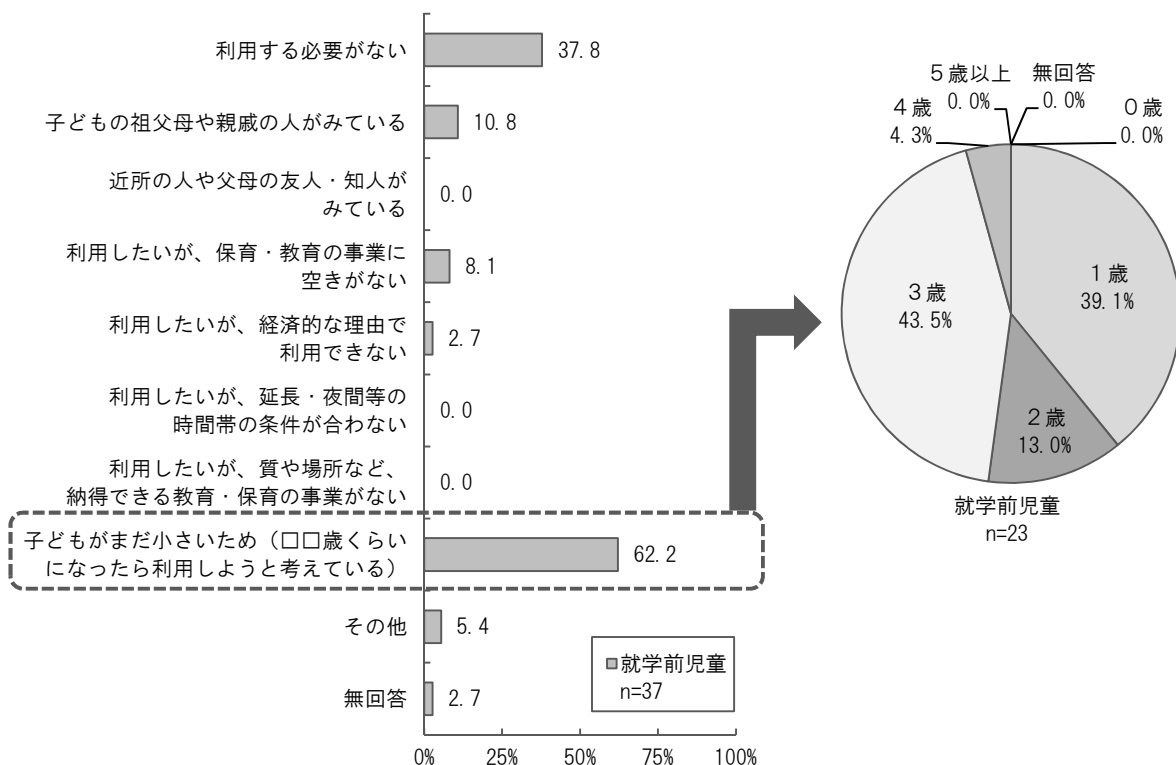 利用する必要がない
37.8
子どもの祖父母や親戚の人がみている
10.8
近所の人や父母の友人・知人が
みている
0.0
利用したいが、保育・教育の事業に
空きがない
8.1
利用したいが、経済的な理由で
利用できない
2.7
利用したいが、延長・夜間等の
時間帯の条件が合わない
0.0
利用したいが、質や場所など、
納得できる教育・保育の事業がない
0.0
子どもがまだ小さいため（□□歳くらい
になったら利用しようと考えている）
62.2
その他
5.4
無回答
2.7
0%
25%
50%
75%
100%
就学前児童
n=37
５歳以上
0.0%
無回答
0.0%
０歳
0.0%
４歳
4.3%
１歳
39.1%
３歳
43.5%
２歳
13.0%
就学前児童
n=23